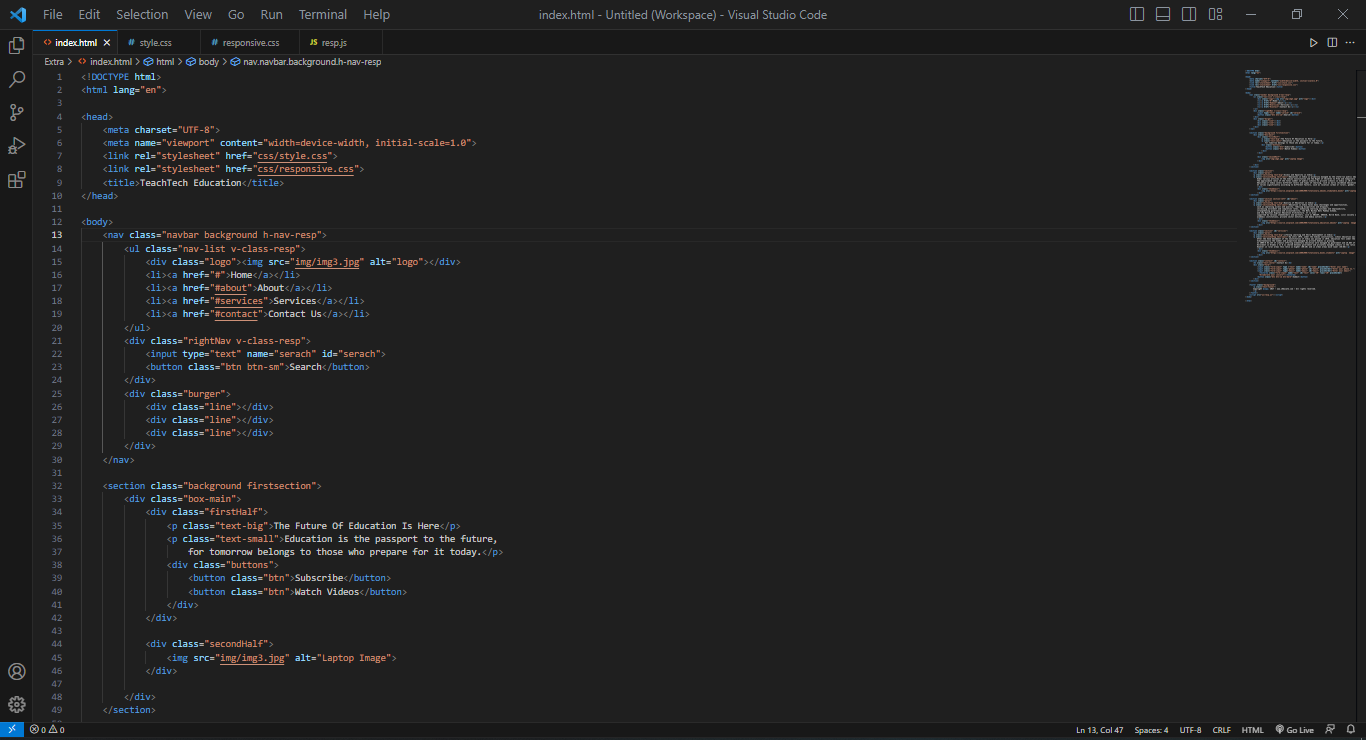 File Edit Selection View Go Run Terminal Help
index.html - Untitled (Workspace) - Visual Studio Code
index.html
style.css
responsive.css
JS resp.js
Extra > index.html > html > body > nav.navbar.background.h-nav-resp
1 <!DOCTYPE html>
2 <html lang="en">
3
4 <head>
5 <meta charset="UTF-8">
6 <meta name="viewport" content="width=device-width, initial-scale=1.0">
7 <link rel="stylesheet" href="css/style.css">
8 <link rel="stylesheet" href="css/responsive.css">
9 <title>TeachTech Education</title>
10 </head>
11
12 <body>
13 <nav class="navbar background h-nav-resp">
14 <ul class="nav-list v-class-resp">
15 <div class="logo"><img src="img/img3.jpg" alt="logo"></div>
16 <li><a href="#">Home</a></li>
17 <li><a href="#about">About</a></li>
18 <li><a href="#services">Services</a></li>
19 <li><a href="#contact">Contact Us</a></li>
20 </ul>
21 <div class="rightNav v-class-resp">
22 <input type="text" name="serach" id="serach">
23 <button class="btn btn-sm">Search</button>
24 </div>
25 <div class="burger">
26 <div class="line"></div>
27 <div class="line"></div>
28 <div class="line"></div>
29 </div>
30 </nav>
31
32 <section class="background firstsection">
33 <div class="box-main">
34 <div class="firstHalf">
35 <p class="text-big">The Future Of Education Is Here</p>
36 <p class="text-small">Education is the passport to the future,
37 for tomorrow belongs to those who prepare for it today.</p>
38 <div class="buttons">
39 <button class="btn">Subscribe</button>
40 <button class="btn">Watch Videos</button>
41 </div>
42 </div>
43
44 <div class="secondHalf">
45 <img src="img/img3.jpg" alt="Laptop Image">
46 </div>
47
48 </div>
49 </section>
0 0
Ln 13, Col 47 Spaces: 4 UTF-8 CRLF HTML Go Live